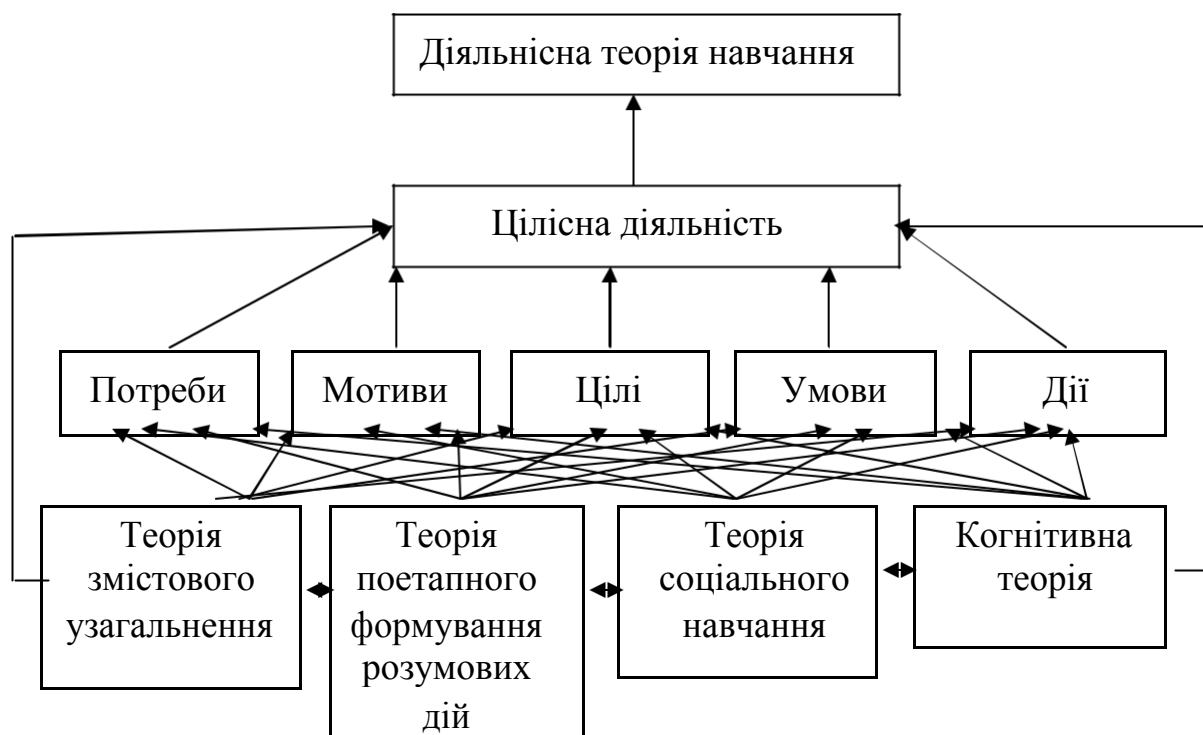 Діяльнісна теорія навчання
Цілісна діяльність
Потреби
Мотиви
Цілі
Умови
Дії
Теорія
змістового
узагальнення
Теорія
поетапного
формування
розумових
дій
Теорія
соціального
навчання
Когнітивна
теорія